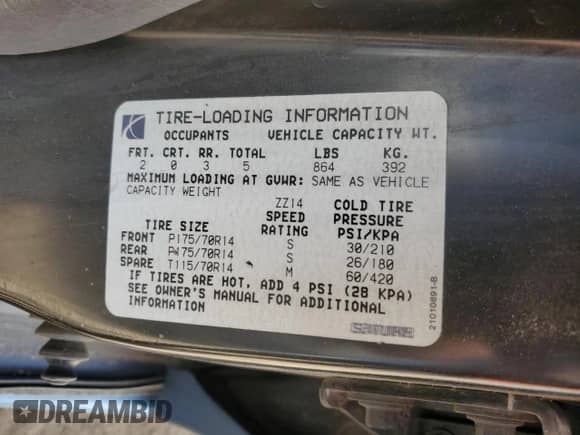 TIRE-LOADING INFORMATION
OCCUPANTS VEHICLE CAPACITY WT.
FRT. CRT. RR. TOTAL LBS KG.
2 0 3 5 864 392
MAXIMUM LOADING AT GVWR: SAME AS VEHICLE
CAPACITY WEIGHT
ZZ14 COLD TIRE
SPEED PRESSURE
TIRE SIZE RATING PSI/KPA
FRONT P175/70R14 S 30/210
REAR P175/70R14 S 26/180
SPARE T115/70R14 M 60/420
IF TIRES ARE HOT, ADD 4 PSI (28 KPA)
SEE OWNER'S MANUAL FOR ADDITIONAL
INFORMATION
21010891-B
DREAMBID